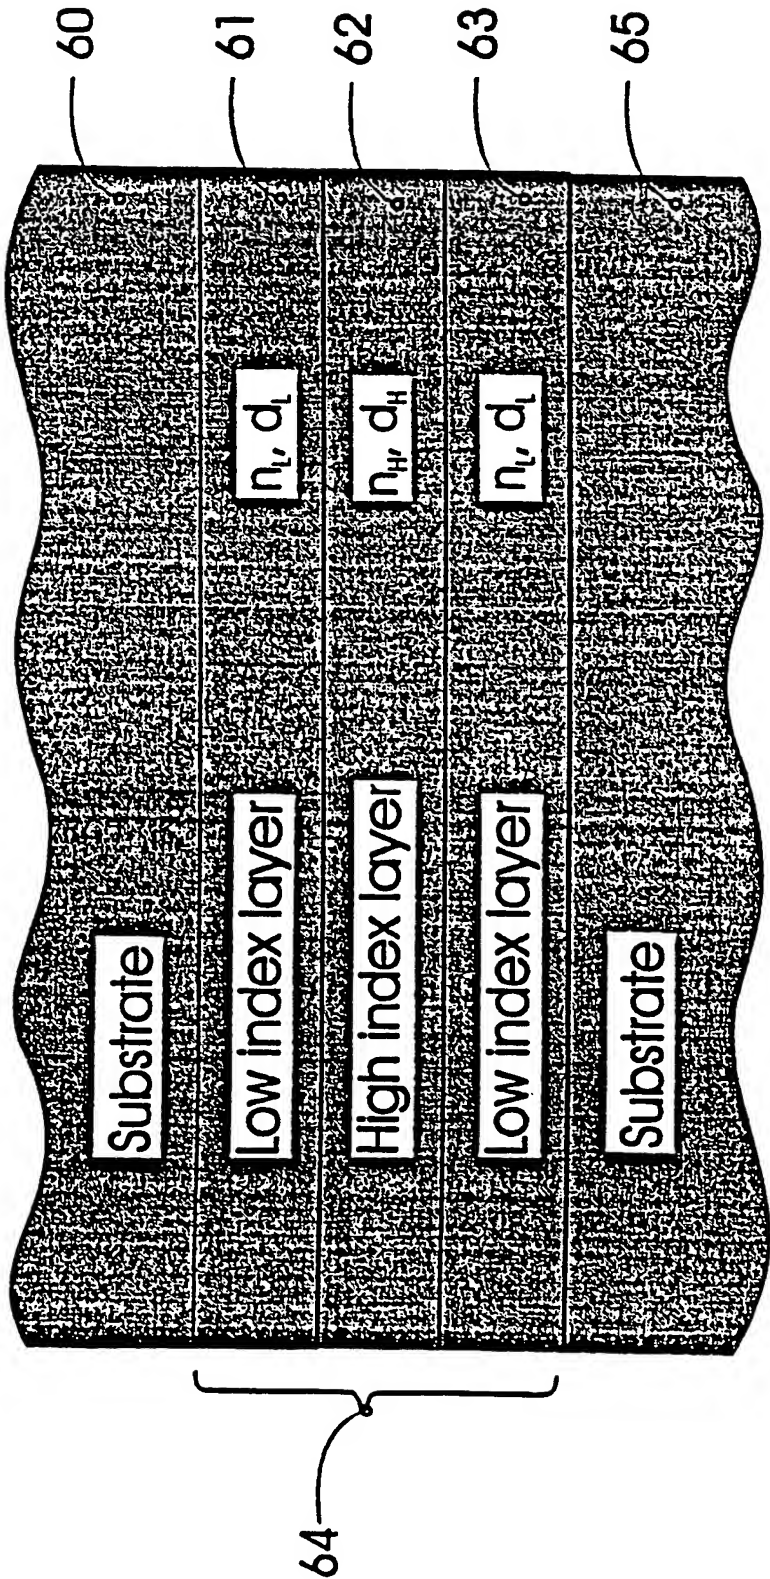 60
Substrate
61
Low index layer
n_L, d_L
62
High index layer
n_H, d_H
63
Low index layer
n_L, d_L
65
Substrate
64